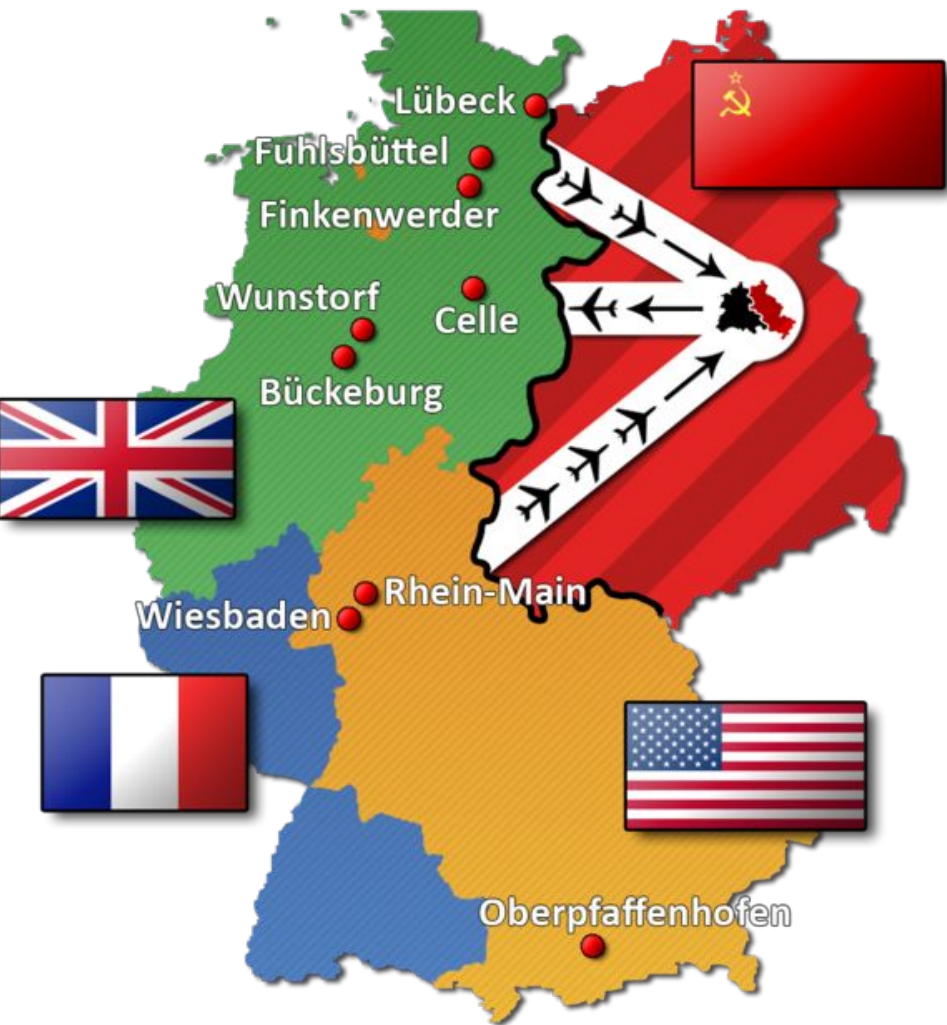 Lübeck
Fuhlsbüttel
Finkenwerder
Wunstorf
Celle
Bückeburg
Rhein-Main
Wiesbaden
Oberpfaffenhofen